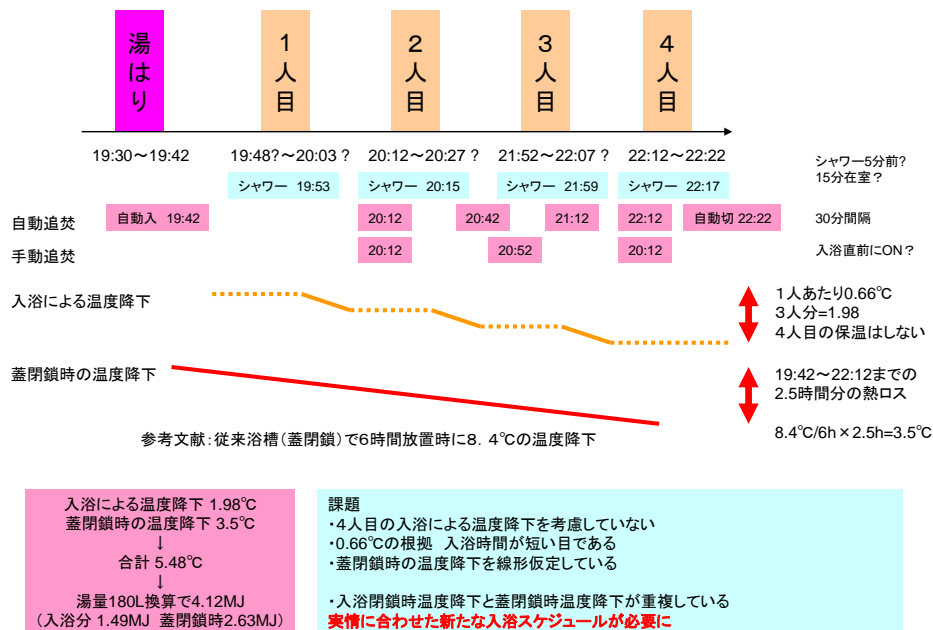 湯はり
1人目
2人目
3人目
4人目
19:30~19:42
19:48?~20:03 ?
20:12~20:27 ?
21:52~22:07 ?
22:12~22:22
シャワー5分前?
15分在室?
シャワー 19:53
シャワー 20:15
シャワー 21:59
シャワー 22:17
自動追焚
自動入 19:42
20:12
20:42
21:12
22:12
自動切 22:22
30分間隔
手動追焚
20:12
20:52
20:12
入浴直前にON?
入浴による温度降下
1人あたり0.66℃
3人分=1.98
4人目の保温はしない
蓋閉鎖時の温度降下
19:42~22:12までの
2.5時間分の熱ロス
8.4℃/6h×2.5h=3.5℃
参考文献:従来浴槽(蓋閉鎖)で6時間放置時に8.4℃の温度降下
入浴による温度降下 1.98℃
蓋閉鎖時の温度降下 3.5℃
↓
合計 5.48℃
↓
湯量180L換算で4.12MJ
(入浴分 1.49MJ 蓋閉鎖時2.63MJ)
課題
・4人目の入浴による温度降下を考慮していない
・0.66℃の根拠 入浴時間が短い目である
・蓋閉鎖時の温度降下を線形仮定している
・入浴閉鎖時温度降下と蓋閉鎖時温度降下が重複している
実情に合わせた新たな入浴スケジュールが必要に